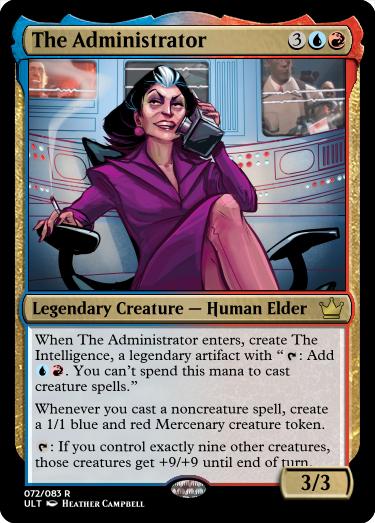 The Administrator 3
Legendary Creature — Human Elder
When The Administrator enters, create The
Intelligence, a legendary artifact with “ : Add
. You can’t spend this mana to cast
creature spells.”
Whenever you cast a noncreature spell, create
a 1/1 blue and red Mercenary creature token.
: If you control exactly nine other creatures,
those creatures get +9/+9 until end of turn.
3/3
072/083 R
ULT Heather Campbell